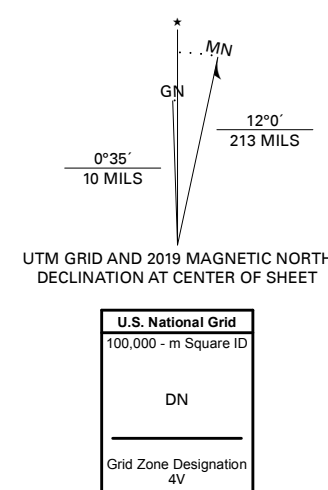 ★
MN
GN
0°35´
10 MILS
12°0´
213 MILS
UTM GRID AND 2019 MAGNETIC NORTH
DECLINATION AT CENTER OF SHEET
U.S. National Grid
100,000 - m Square ID
DN
Grid Zone Designation
4V